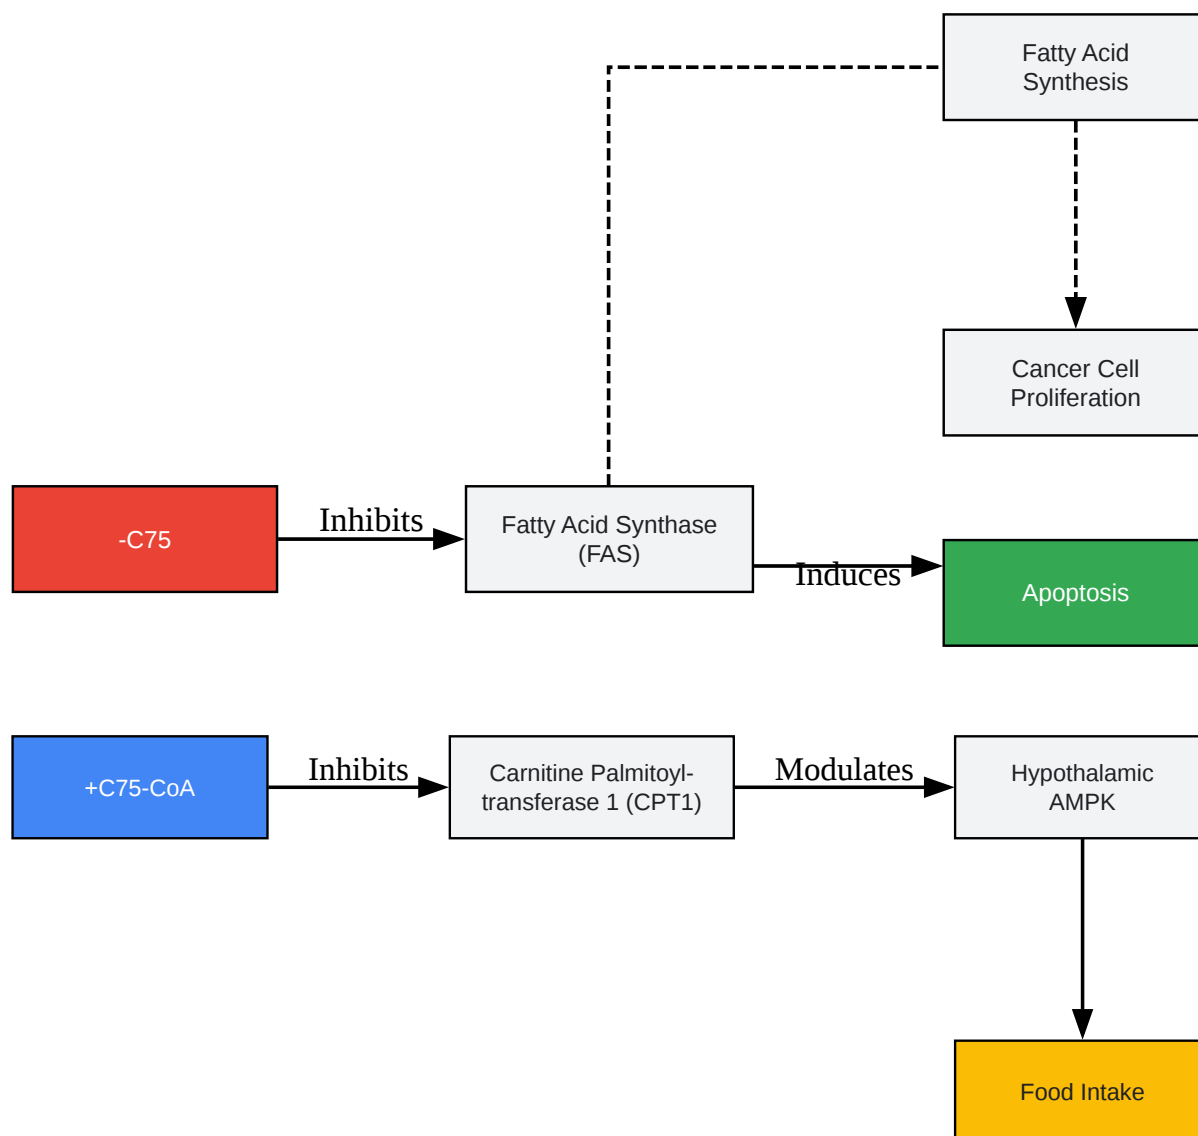 Fatty Acid
Synthesis
Cancer Cell
Proliferation
-C75
Inhibits
Fatty Acid Synthase
(FAS)
Induces
Apoptosis
+C75-CoA
Inhibits
Carnitine Palmitoyl-
transferase 1 (CPT1)
Modulates
Hypothalamic
AMPK
Food Intake